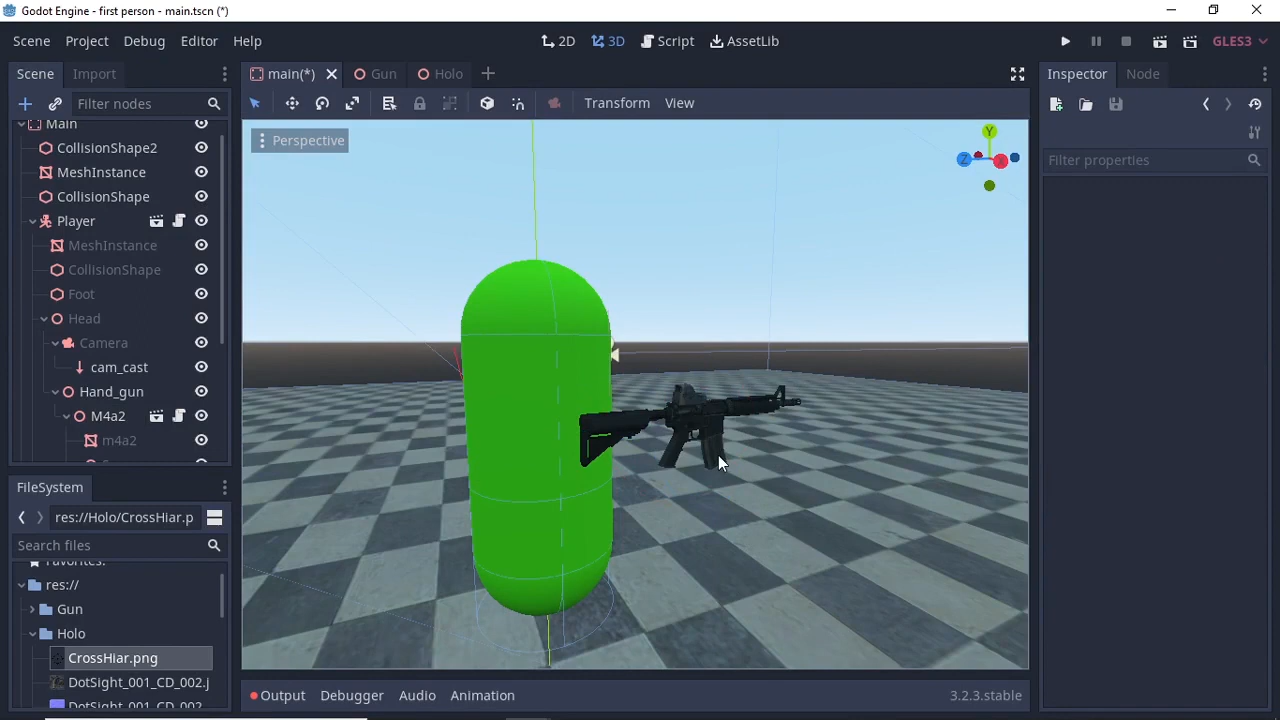 Godot Engine - first person - main.tscn (*)
Scene Project Debug Editor Help
2D 3D Script AssetLib
GLES3
Scene Import
main(*) Gun Holo
Inspector Node
Filter nodes
Transform View
Main
Perspective
Y
Z X
Filter properties
CollisionShape2
MeshInstance
CollisionShape
Player
MeshInstance
CollisionShape
Foot
Head
Camera
cam_cast
Hand_gun
M4a2
m4a2
FileSystem
res://Holo/CrossHiar.p
Search files
Favorites:
res://
Gun
Holo
CrossHiar.png
DotSight_001_CD_002.j
DotSight_001_CD_002
Output Debugger Audio Animation
3.2.3.stable